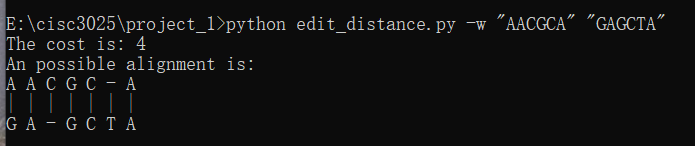 E:\cisc3025\project_1>python edit_distance.py -w "AACGCA" "GAGCTA"
The cost is: 4
An possible alignment is:
A A C G C - A
| | | | | | |
G A - G C T A